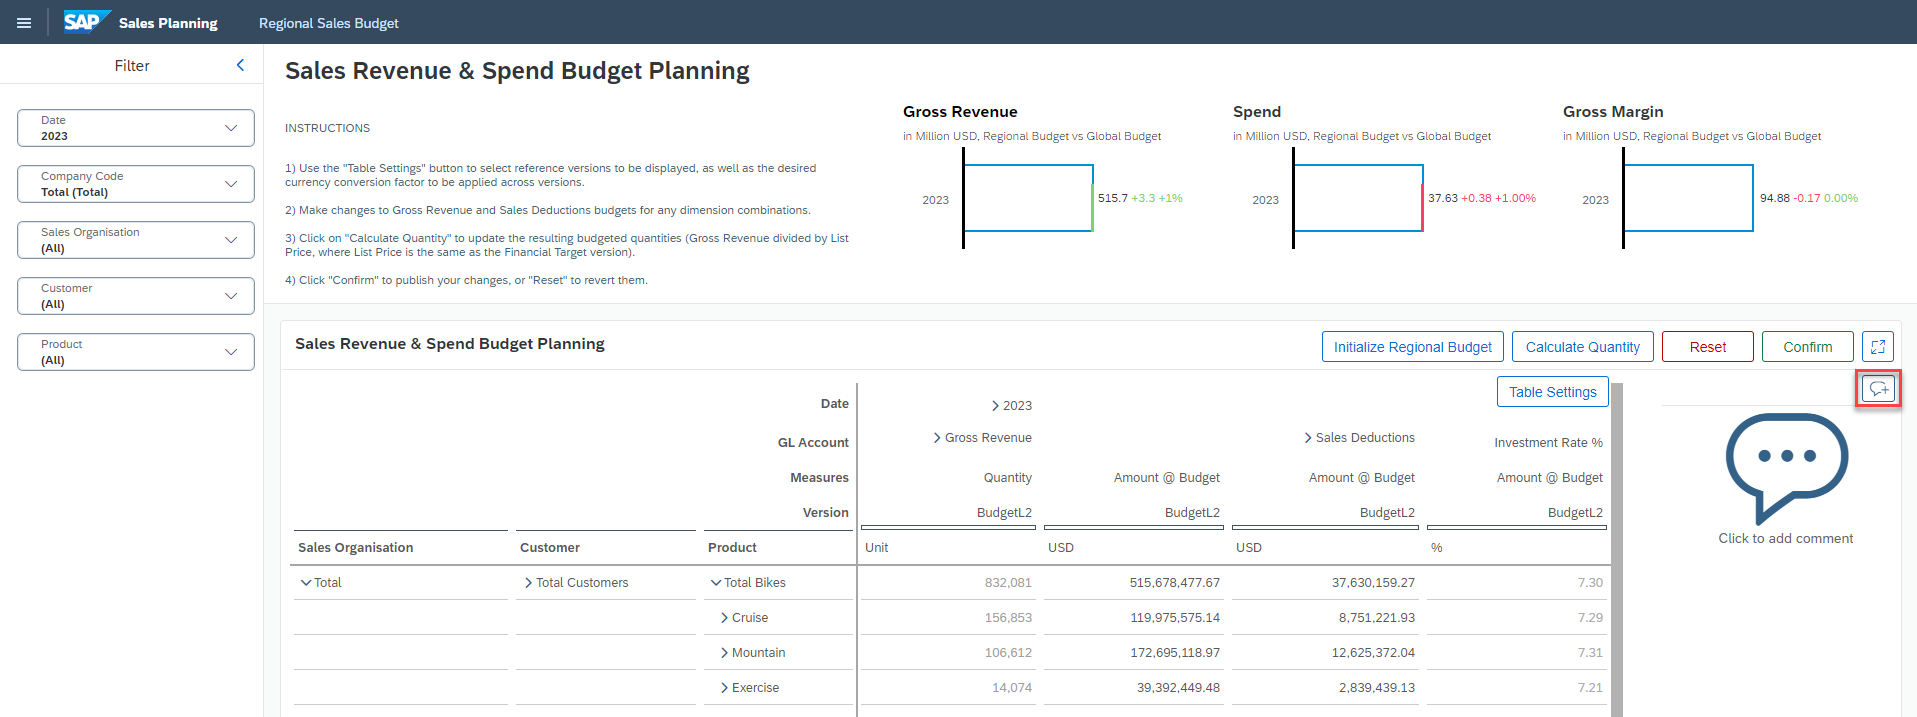 SAP Sales Planning Regional Sales Budget
Filter
Date
2023
Company Code
Total (Total)
Sales Organisation
(All)
Customer
(All)
Product
(All)
Sales Revenue & Spend Budget Planning
INSTRUCTIONS
1) Use the "Table Settings" button to select reference versions to be displayed, as well as the desired
currency conversion factor to be applied across versions.
2) Make changes to Gross Revenue and Sales Deductions budgets for any dimension combinations.
3) Click on "Calculate Quantity" to update the resulting budgeted quantities (Gross Revenue divided by List
Price, where List Price is the same as the Financial Target version).
4) Click "Confirm" to publish your changes, or "Reset" to revert them.
Gross Revenue
in Million USD, Regional Budget vs Global Budget
2023 515.7 +3.3 +1%
Spend
in Million USD, Regional Budget vs Global Budget
2023 37.63 +0.38 +1.00%
Gross Margin
in Million USD, Regional Budget vs Global Budget
2023 94.88 -0.17 0.00%
Sales Revenue & Spend Budget Planning
Initialize Regional Budget Calculate Quantity Reset Confirm
Table Settings
Date 2023
GL Account Gross Revenue Sales Deductions Investment Rate %
Measures Quantity Amount @ Budget Amount @ Budget Amount @ Budget
Version BudgetL2 BudgetL2 BudgetL2 BudgetL2
Sales Organisation Customer Product Unit USD USD %
Total Total Customers Total Bikes 832,081 515,678,477.67 37,630,159.27 7.30
Cruise 156,853 119,975,575.14 8,751,221.93 7.29
Mountain 106,612 172,695,118.97 12,625,372.04 7.31
Exercise 14,074 39,392,449.48 2,839,439.13 7.21
Click to add comment